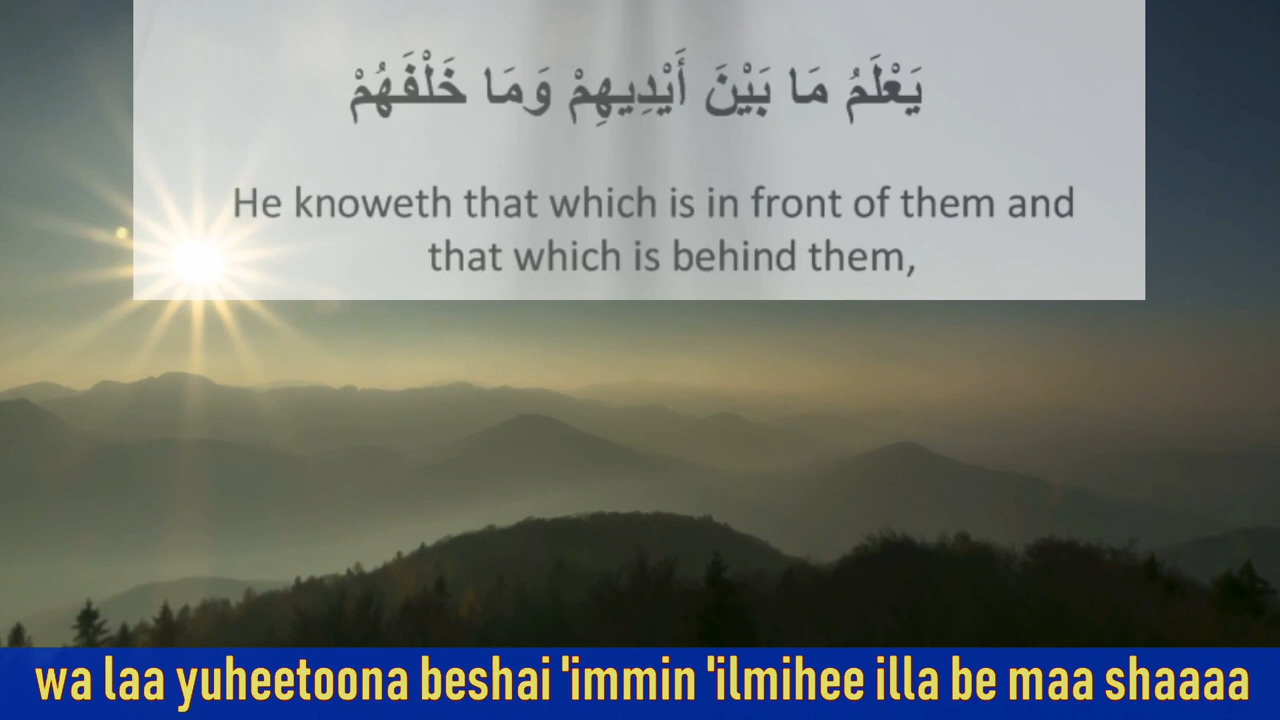 يَعْلَمُ مَا بَيْنَ أَيْدِيهِمْ وَمَا خَلْفَهُمْ
He knoweth that which is in front of them and
that which is behind them,
wa laa yuheetoona beshai 'immin 'ilmihee illa be maa shaaaa